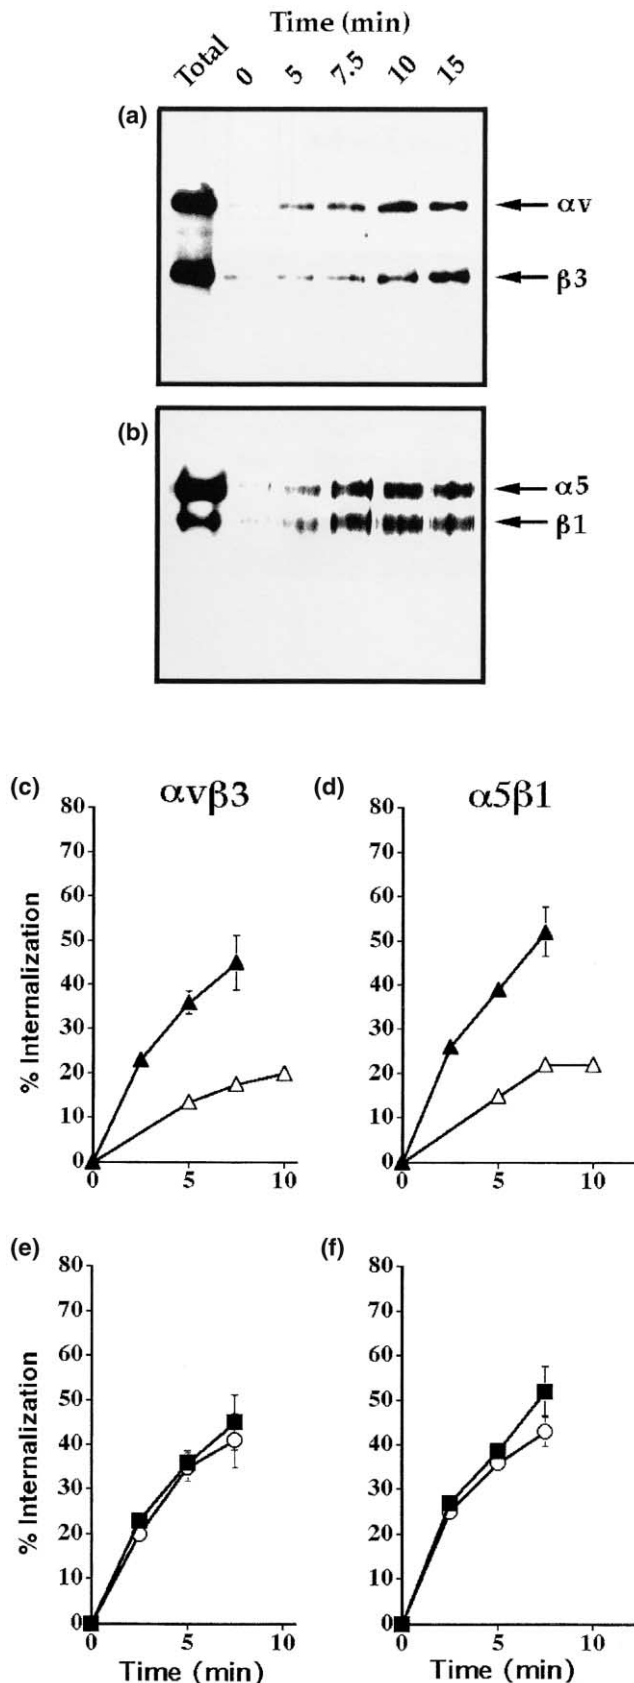 Time (min)
Total 0 5 7.5 10 15
(a)
αv
β3
(b)
α5
β1
(c) αvβ3 (d) α5β1
80 80
70 70
60 60
50 50
40 40
30 30
20 20
10 10
0 0
0 5 10 0 5 10
% Internalization
(e) (f)
80 80
70 70
60 60
50 50
40 40
30 30
20 20
10 10
0 0
0 5 10 0 5 10
% Internalization
Time (min) Time (min)